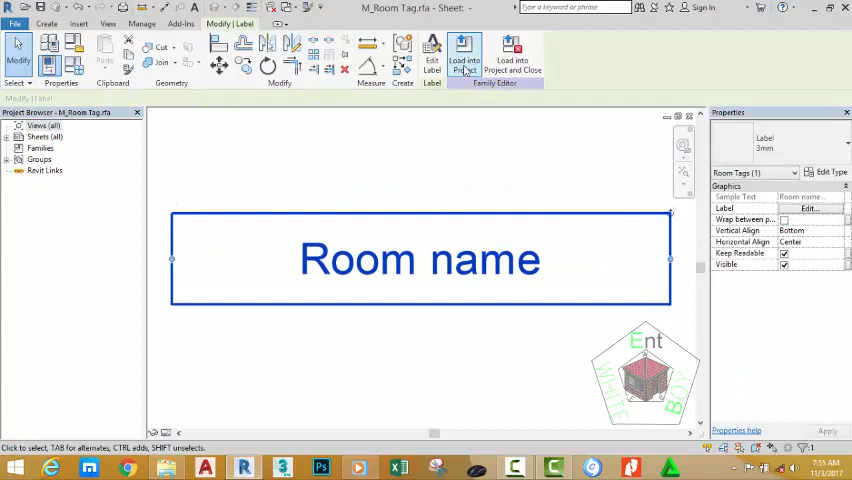 M_Room Tag.rfa - Sheet: -
Type a keyword or phrase
File
Create
Insert
View
Manage
Add-Ins
Modify | Label
Modify
Select
Properties
Paste
Clipboard
Cut
Join
Geometry
Modify
Measure
Create
Edit
Label
Label
Load into
Project
Load into
Project and Close
Family Editor
Modify | Label
Project Browser - M_Room Tag.rfa
Views (all)
Sheets (all)
Families
Groups
Revit Links
Room name
Ent
WHITE
BOY
Properties
Label
3mm
Room Tags (1)
Edit Type
Graphics
Sample Text
Room name...
Label
Edit...
Wrap between p...
Vertical Align
Bottom
Horizontal Align
Center
Keep Readable
Visible
Properties help
Apply
Click to select, TAB for alternates, CTRL adds, SHIFT unselects.
:1
7:55 AM
11/3/2017